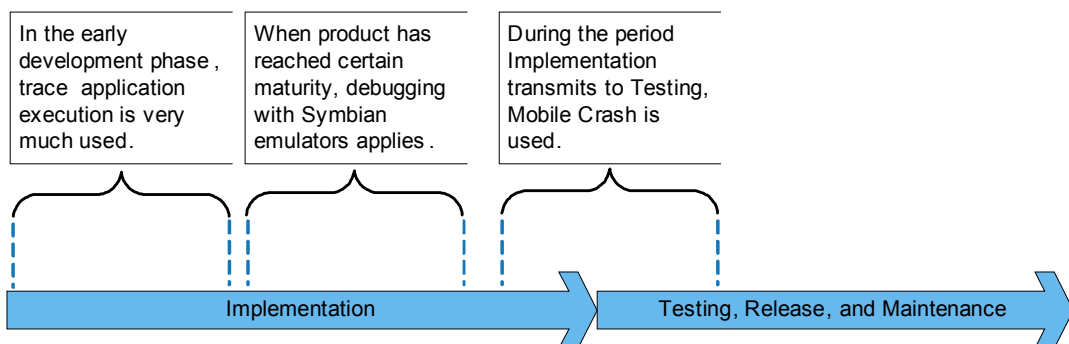 In the early
development phase ,
trace application
execution is very
much used.
When product has
reached certain
maturity, debugging
with Symbian
emulators applies .
During the period
Implementation
transmits to Testing,
Mobile Crash is
used.
Implementation
Testing, Release, and Maintenance